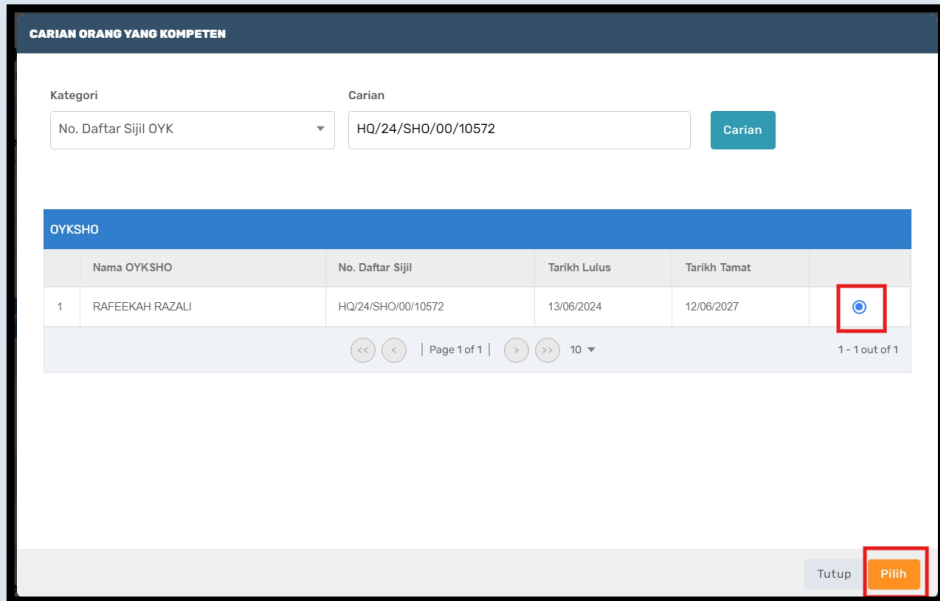 CARIAN ORANG YANG KOMPETEN
Kategori Carian
No. Daftar Sijil OYK HQ/24/SHO/00/10572 Carian
OYKSHO
Nama OYKSHO No. Daftar Sijil Tarikh Lulus Tarikh Tamat
1 RAFEEKAH RAZALI HQ/24/SHO/00/10572 13/06/2024 12/06/2027
<< < | Page 1 of 1 | > >> 10 1 - 1 out of 1
Tutup Pilih